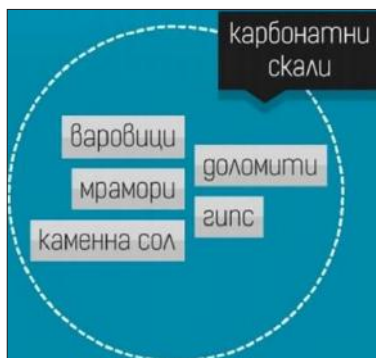 карбонатни
скали
варовици
доломити
мрамори
гипс
каменна сол